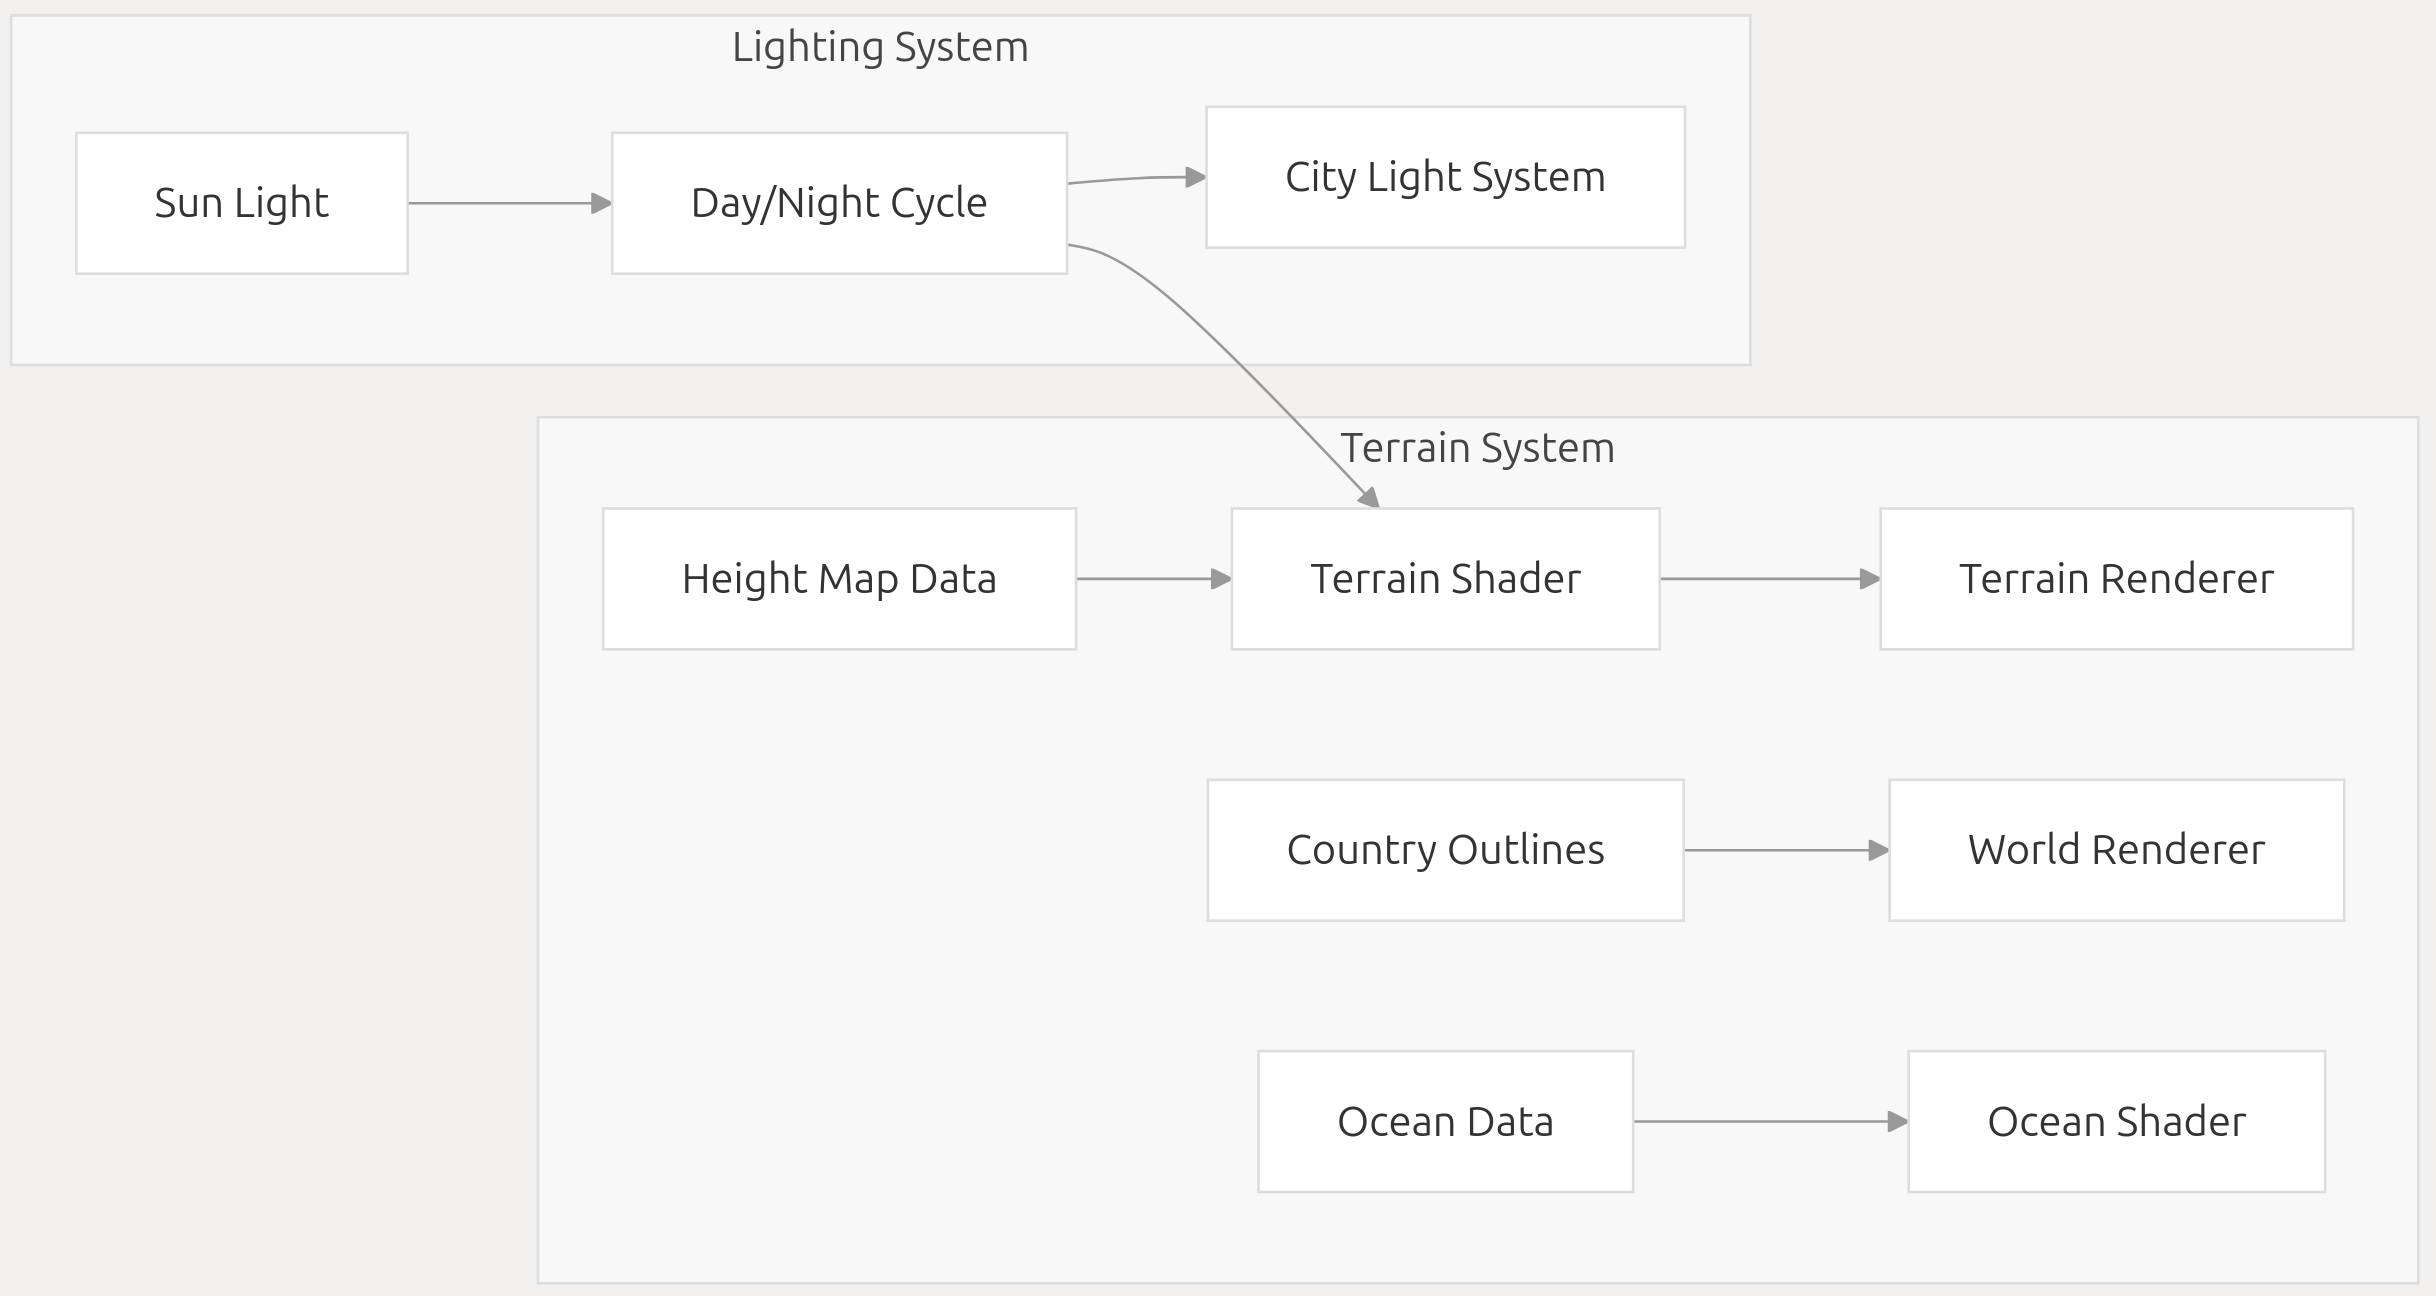 Lighting System
Sun Light
Day/Night Cycle
City Light System
Terrain System
Height Map Data
Terrain Shader
Terrain Renderer
Country Outlines
World Renderer
Ocean Data
Ocean Shader